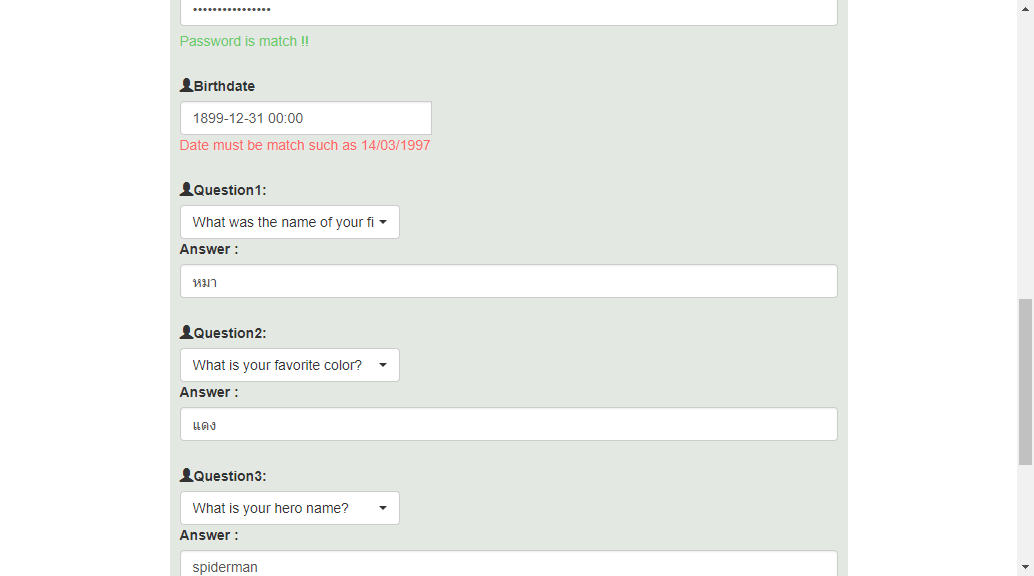 Password is match !!
Birthdate
1899-12-31 00:00
Date must be match such as 14/03/1997
Question1:
What was the name of your fi
Answer :
หมา
Question2:
What is your favorite color?
Answer :
แดง
Question3:
What is your hero name?
Answer :
spiderman